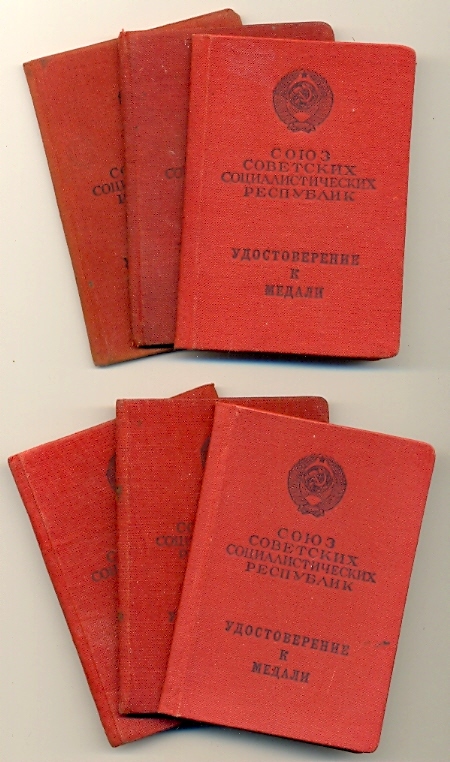 СОЮЗ
СОВЕТСКИХ
СОЦИАЛИСТИЧЕСКИХ
РЕСПУБЛИК
УДОСТОВЕРЕНИЕ
К
МЕДАЛИ
СОЮЗ
СОВЕТСКИХ
СОЦИАЛИСТИЧЕСКИХ
РЕСПУБЛИК
УДОСТОВЕРЕНИЕ
К
МЕДАЛИ